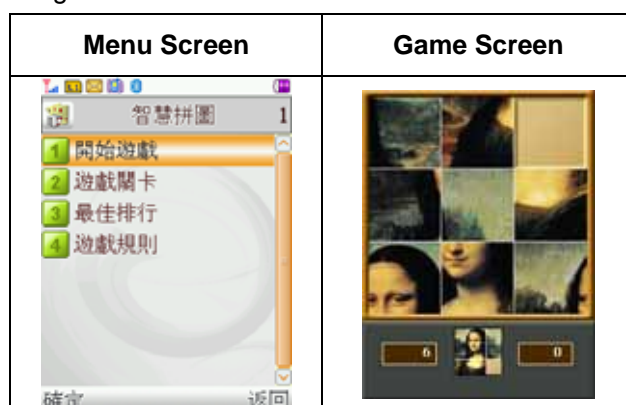 Menu Screen
Game Screen
智慧拼圖 1
1 開始遊戲
2 遊戲關卡
3 最佳排行
4 遊戲規則
確定 返回
6 0